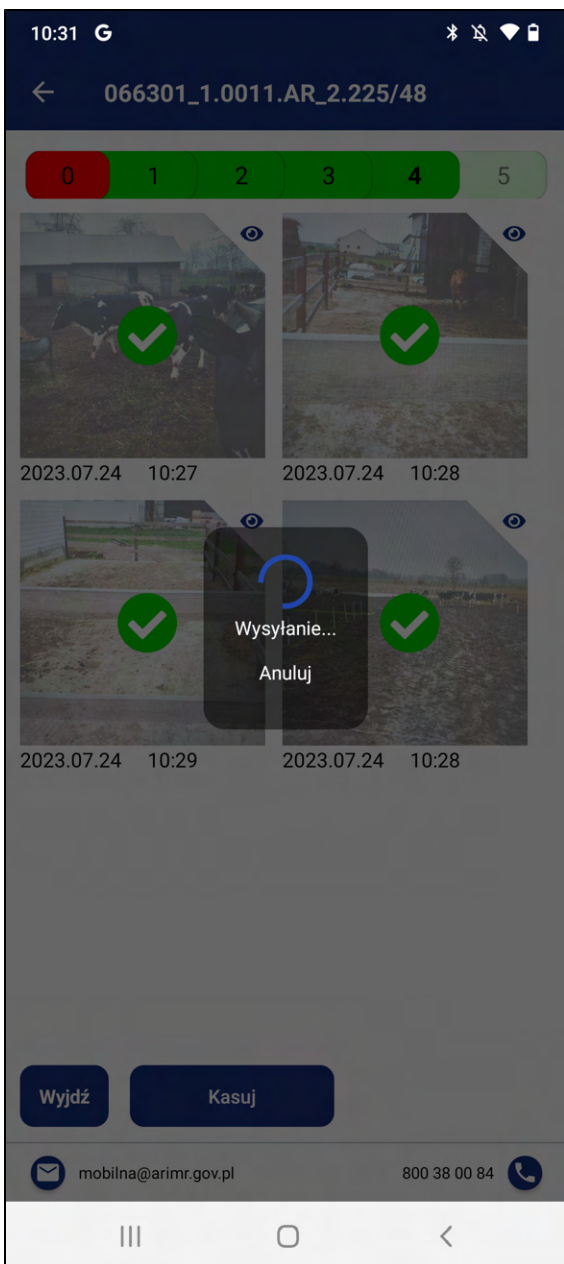 10:31 G
066301_1.0011.AR_2.225/48
0 1 2 3 4 5
2023.07.24 10:27 2023.07.24 10:28
Wysyłanie...
Anuluj
2023.07.24 10:29 2023.07.24 10:28
Wyjdź Kasuj
mobilna@arimr.gov.pl 800 38 00 84